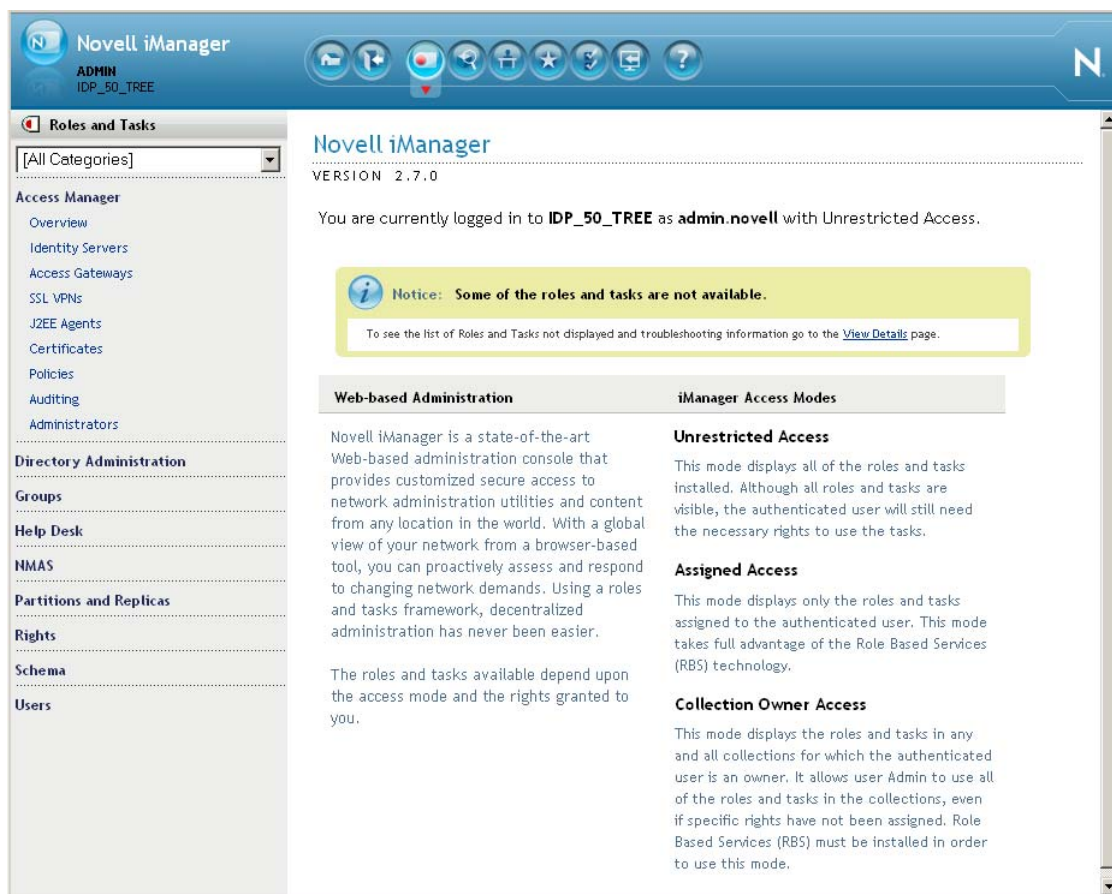 Novell iManager
ADMIN
IDP_50_TREE
N
?
N
Roles and Tasks
[All Categories]
Access Manager
Overview
Identity Servers
Access Gateways
SSL VPNs
J2EE Agents
Certificates
Policies
Auditing
Administrators
Directory Administration
Groups
Help Desk
NMAS
Partitions and Replicas
Rights
Schema
Users
Novell iManager
VERSION 2.7.0
You are currently logged in to IDP_50_TREE as admin.novell with Unrestricted Access.
Notice: Some of the roles and tasks are not available.
To see the list of Roles and Tasks not displayed and troubleshooting information go to the View Details page.
Web-based Administration
Novell iManager is a state-of-the-art
Web-based administration console that
provides customized secure access to
network administration utilities and content
from any location in the world. With a global
view of your network from a browser-based
tool, you can proactively assess and respond
to changing network demands. Using a roles
and tasks framework, decentralized
administration has never been easier.
The roles and tasks available depend upon
the access mode and the rights granted to
you.
iManager Access Modes
Unrestricted Access
This mode displays all of the roles and tasks
installed. Although all roles and tasks are
visible, the authenticated user will still need
the necessary rights to use the tasks.
Assigned Access
This mode displays only the roles and tasks
assigned to the authenticated user. This mode
takes full advantage of the Role Based Services
(RBS) technology.
Collection Owner Access
This mode displays the roles and tasks in any
and all collections for which the authenticated
user is an owner. It allows user Admin to use all
of the roles and tasks in the collections, even
if specific rights have not been assigned. Role
Based Services (RBS) must be installed in order
to use this mode.